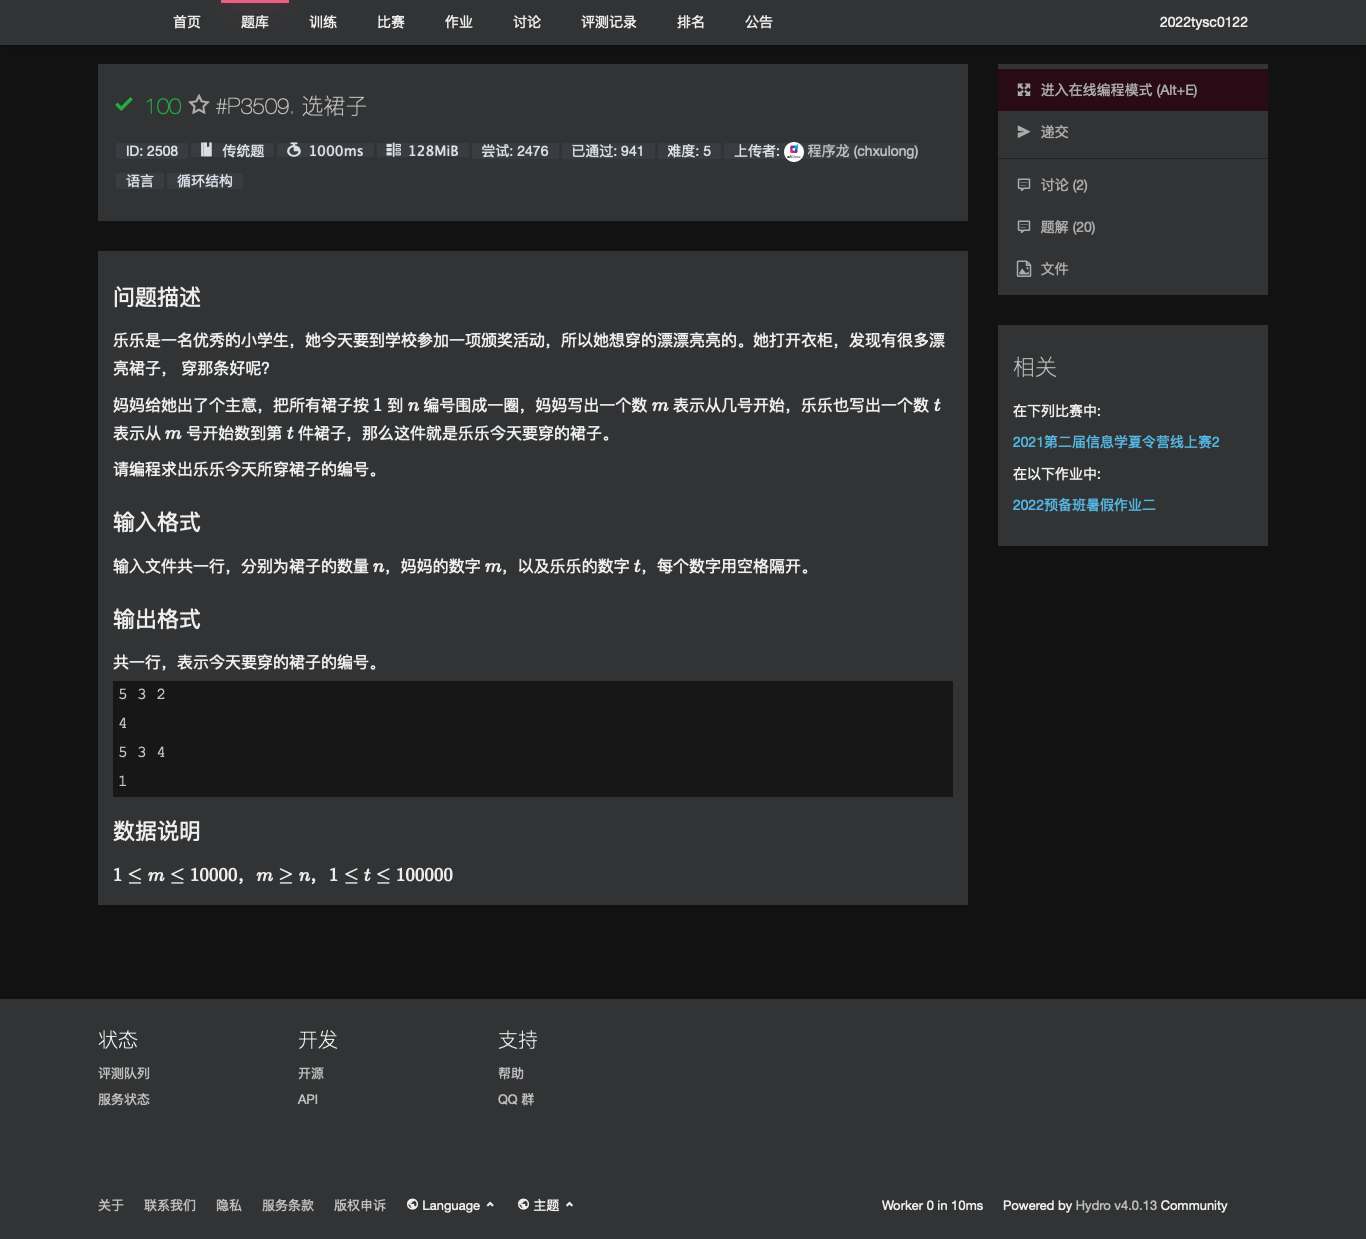 首页 题库 训练 比赛 作业 讨论 评测记录 排名 公告 2022tysc0122
100 #P3509. 选裙子
ID: 2508 传统题 1000ms 128MiB 尝试: 2476 已通过: 941 难度: 5 上传者: 程序龙 (chxulong)
语言 循环结构
问题描述
乐乐是一名优秀的小学生，她今天要到学校参加一项颁奖活动，所以她想穿的漂漂亮亮的。她打开衣柜，发现有很多漂
亮裙子， 穿那条好呢?
妈妈给她出了个主意，把所有裙子按 1 到 n 编号围成一圈，妈妈写出一个数 m 表示从几号开始，乐乐也写出一个数 t
表示从 m 号开始数到第 t 件裙子，那么这件就是乐乐今天要穿的裙子。
请编程求出乐乐今天所穿裙子的编号。
输入格式
输入文件共一行，分别为裙子的数量 n，妈妈的数字 m，以及乐乐的数字 t，每个数字用空格隔开。
输出格式
共一行，表示今天要穿的裙子的编号。
5 3 2
4
5 3 4
1
数据说明
1 ≤ m ≤ 10000，m ≥ n，1 ≤ t ≤ 100000
进入在线编程模式 (Alt+E)
递交
讨论 (2)
题解 (20)
文件
相关
在下列比赛中:
2021第二届信息学夏令营线上赛2
在以下作业中:
2022预备班暑假作业二
状态
评测队列
服务状态
开发
开源
API
支持
帮助
QQ 群
关于 联系我们 隐私 服务条款 版权申诉 Language 主题 Worker 0 in 10ms Powered by Hydro v4.0.13 Community